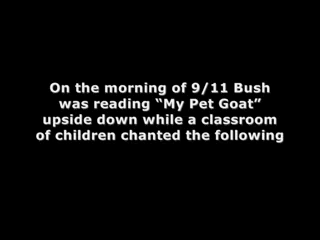 On the morning of 9/11 Bush
was reading “My Pet Goat”
upside down while a classroom
of children chanted the following